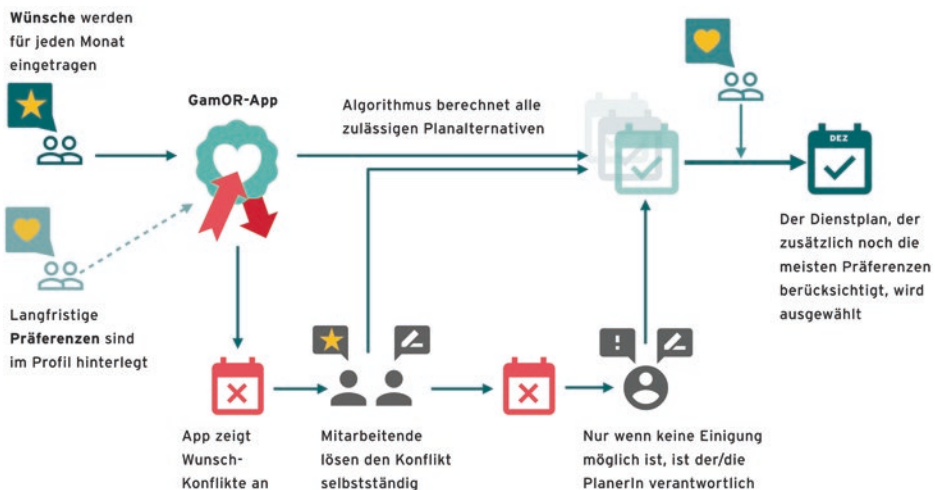 Wünsche werden
für jeden Monat
eingetragen
GamOR-App
Algorithmus berechnet alle
zulässigen Planalternativen
DEZ
Der Dienstplan, der
zusätzlich noch die
meisten Präferenzen
berücksichtigt, wird
ausgewählt
Langfristige
Präferenzen sind
im Profil hinterlegt
!
App zeigt
Wunsch-
Konflikte an
Mitarbeitende
lösen den Konflikt
selbstständig
Nur wenn keine Einigung
möglich ist, ist der/die
PlanerIn verantwortlich